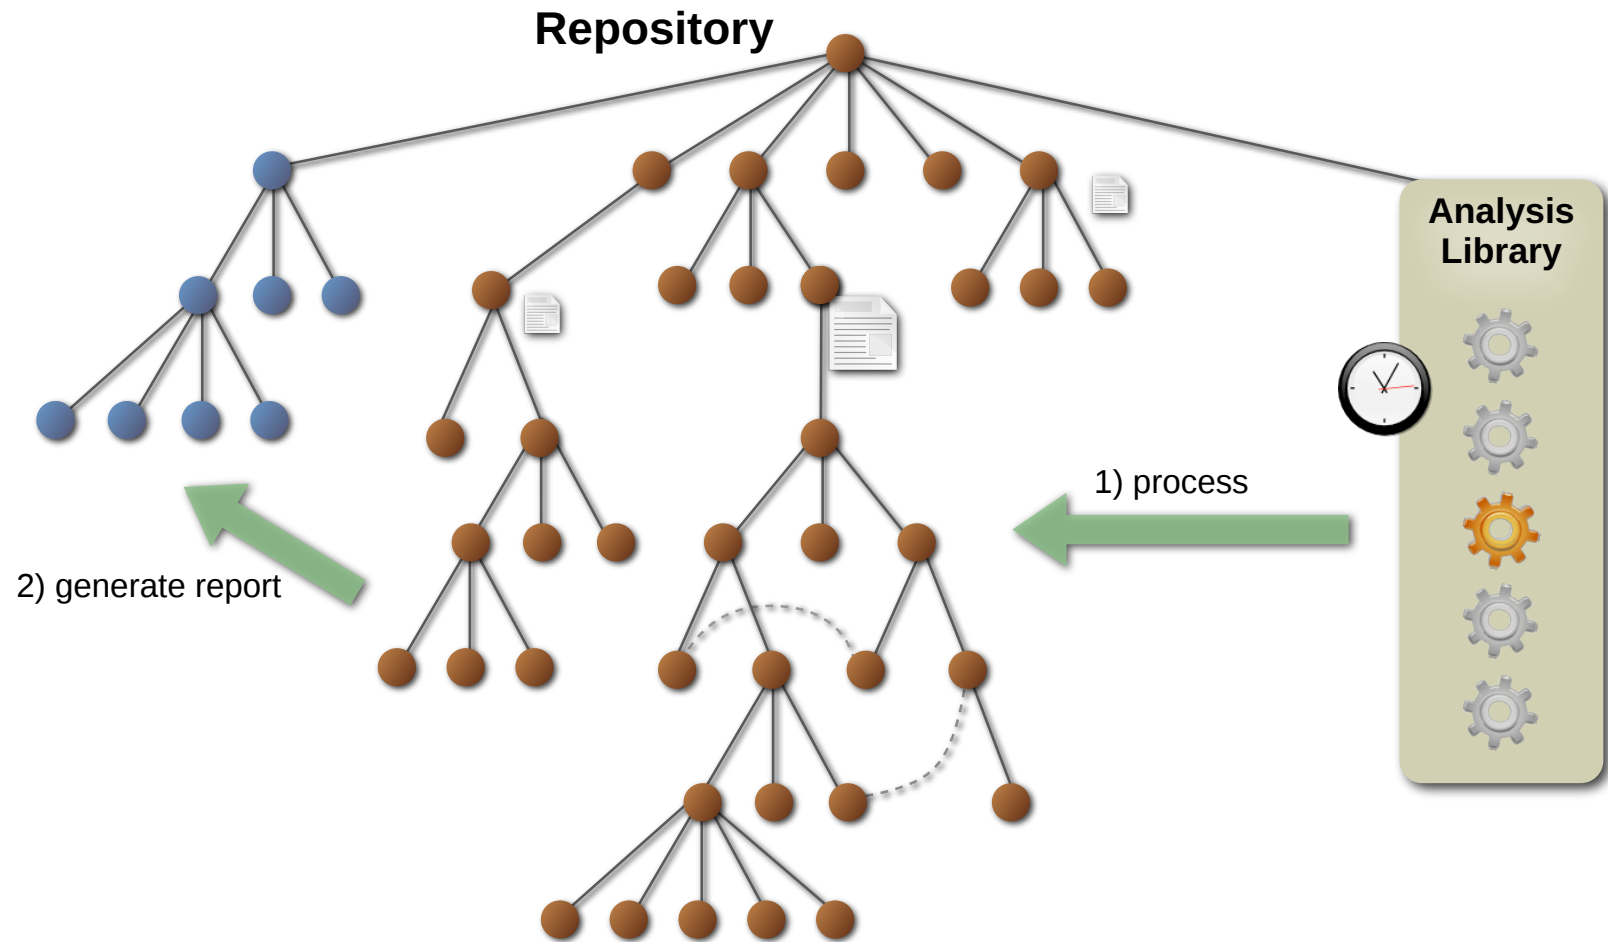 Repository
Analysis
Library
1) process
2) generate report